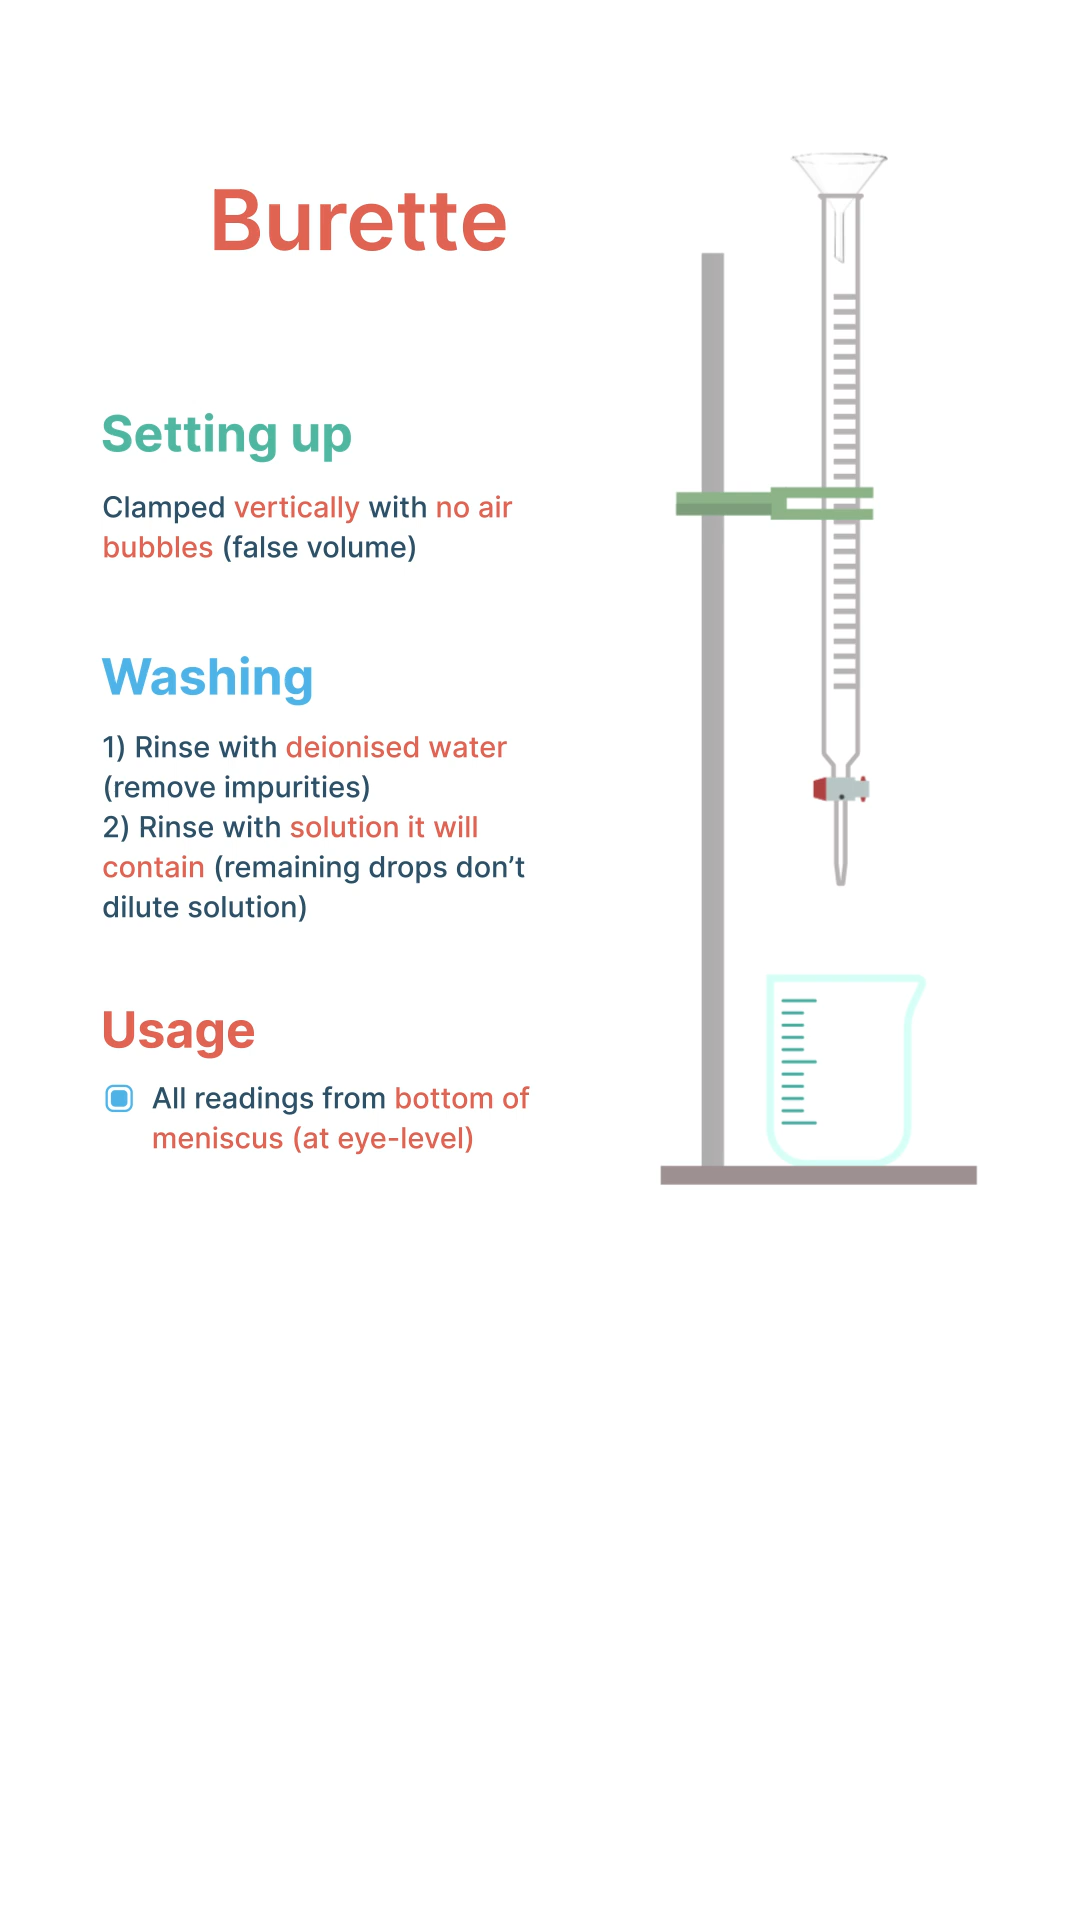 Burette
Setting up
Clamped vertically with no air
bubbles (false volume)
Washing
1) Rinse with deionised water
(remove impurities)
2) Rinse with solution it will
contain (remaining drops don’t
dilute solution)
Usage
All readings from bottom of
meniscus (at eye-level)